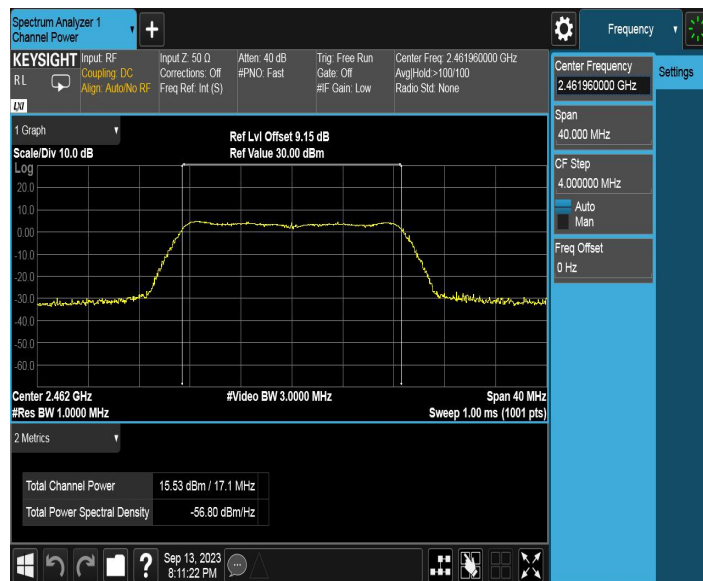 Spectrum Analyzer 1
Channel Power
+
Frequency
KEYSIGHT
RL
LXI
Input: RF
Coupling: DC
Align: Auto/No RF
Input Z: 50 Ω
Corrections: Off
Freq Ref: Int (S)
Atten: 40 dB
#PNO: Fast
Trig: Free Run
Gate: Off
#IF Gain: Low
Center Freq: 2.461960000 GHz
Avg|Hold:>100/100
Radio Std: None
Center Frequency
2.461960000 GHz
Settings
Span
40.000 MHz
CF Step
4.000000 MHz
Auto
Man
Freq Offset
0 Hz
1 Graph
Scale/Div 10.0 dB
Ref Lvl Offset 9.15 dB
Ref Value 30.00 dBm
Log
20.0
10.0
0.00
-10.0
-20.0
-30.0
-40.0
-50.0
-60.0
Center 2.462 GHz
#Video BW 3.0000 MHz
Span 40 MHz
#Res BW 1.0000 MHz
Sweep 1.00 ms (1001 pts)
2 Metrics
Total Channel Power 15.53 dBm / 17.1 MHz
Total Power Spectral Density -56.80 dBm/Hz
?
Sep 13, 2023
8:11:22 PM